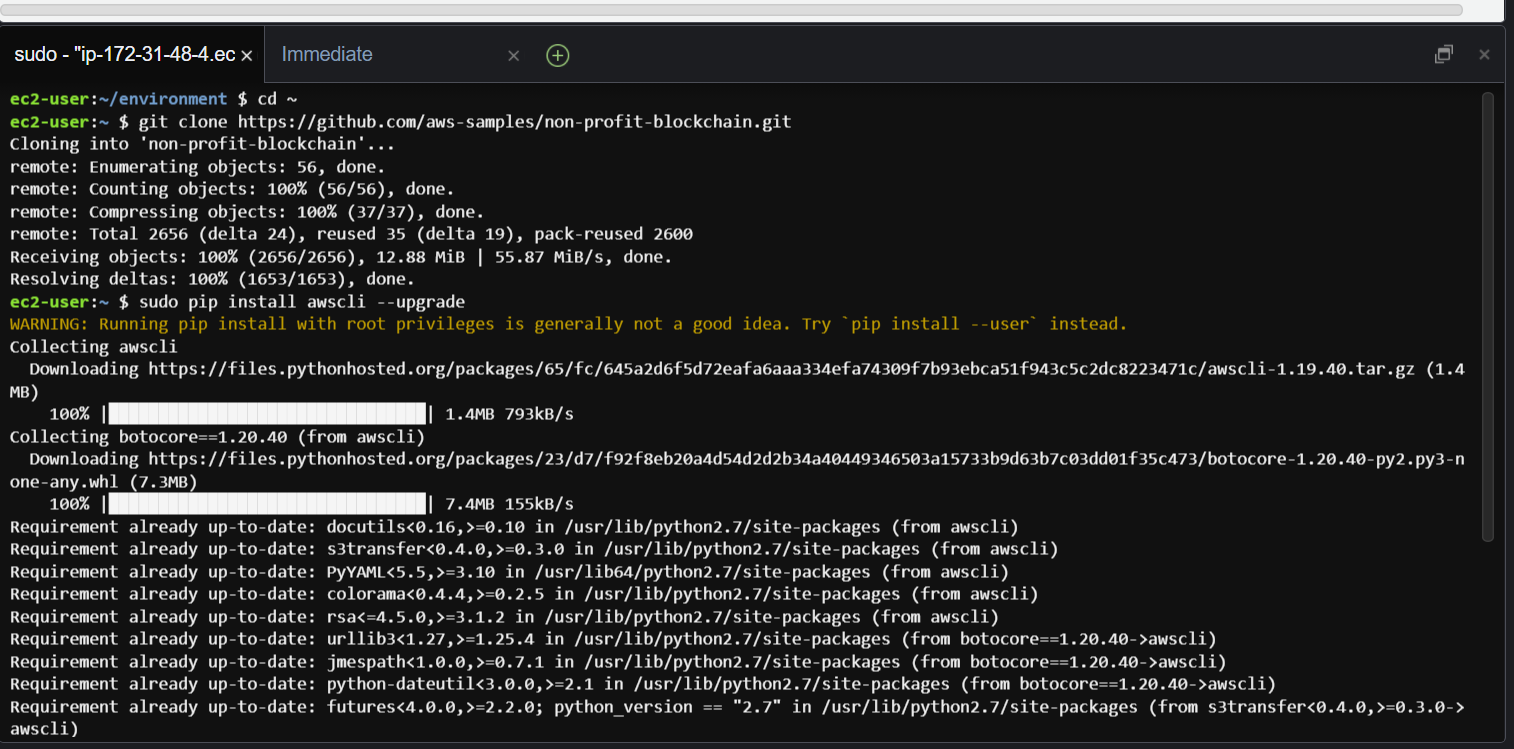 sudo - "ip-172-31-48-4.ec × Immediate ×
ec2-user:~/environment $ cd ~
ec2-user:~ $ git clone https://github.com/aws-samples/non-profit-blockchain.git
Cloning into 'non-profit-blockchain'...
remote: Enumerating objects: 56, done.
remote: Counting objects: 100% (56/56), done.
remote: Compressing objects: 100% (37/37), done.
remote: Total 2656 (delta 24), reused 35 (delta 19), pack-reused 2600
Receiving objects: 100% (2656/2656), 12.88 MiB | 55.87 MiB/s, done.
Resolving deltas: 100% (1653/1653), done.
ec2-user:~ $ sudo pip install awscli --upgrade
WARNING: Running pip install with root privileges is generally not a good idea. Try `pip install --user` instead.
Collecting awscli
  Downloading https://files.pythonhosted.org/packages/65/fc/645a2d6f5d72eafa6aaa334efa74309f7b93ebca51f943c5c2dc8223471c/awscli-1.19.40.tar.gz (1.4
MB)
    100% |████████████████████████████████| 1.4MB 793kB/s
Collecting botocore==1.20.40 (from awscli)
  Downloading https://files.pythonhosted.org/packages/23/d7/f92f8eb20a4d54d2d2b34a40449346503a15733b9d63b7c03dd01f35c473/botocore-1.20.40-py2.py3-n
one-any.whl (7.3MB)
    100% |████████████████████████████████| 7.4MB 155kB/s
Requirement already up-to-date: docutils<0.16,>=0.10 in /usr/lib/python2.7/site-packages (from awscli)
Requirement already up-to-date: s3transfer<0.4.0,>=0.3.0 in /usr/lib/python2.7/site-packages (from awscli)
Requirement already up-to-date: PyYAML<5.5,>=3.10 in /usr/lib64/python2.7/site-packages (from awscli)
Requirement already up-to-date: colorama<0.4.4,>=0.2.5 in /usr/lib/python2.7/site-packages (from awscli)
Requirement already up-to-date: rsa<=4.5.0,>=3.1.2 in /usr/lib/python2.7/site-packages (from awscli)
Requirement already up-to-date: urllib3<1.27,>=1.25.4 in /usr/lib/python2.7/site-packages (from botocore==1.20.40->awscli)
Requirement already up-to-date: jmespath<1.0.0,>=0.7.1 in /usr/lib/python2.7/site-packages (from botocore==1.20.40->awscli)
Requirement already up-to-date: python-dateutil<3.0.0,>=2.1 in /usr/lib/python2.7/site-packages (from botocore==1.20.40->awscli)
Requirement already up-to-date: futures<4.0.0,>=2.2.0; python_version == "2.7" in /usr/lib/python2.7/site-packages (from s3transfer<0.4.0,>=0.3.0->
awscli)